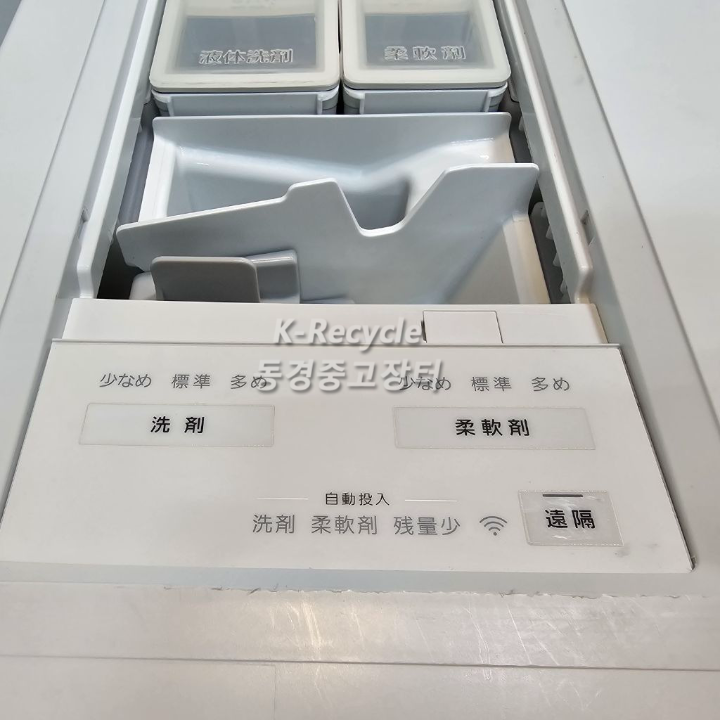 液体洗剤 柔軟剤
K-Recycle
동경중고장터
少なめ 標準 多め 少なめ 標準 多め
洗剤 柔軟剤
自動投入
洗剤 柔軟剤 残量少 遠隔